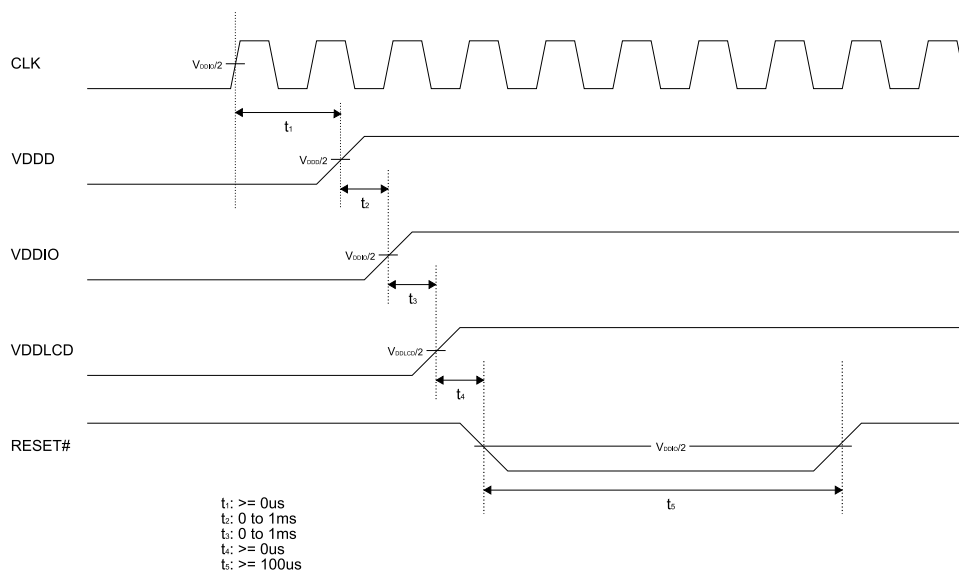 CLK
VDDIO/2
t1
VDDD
VDDD/2
t2
VDDIO
VDDIO/2
t3
VDDLCD
VDDLCD/2
t4
RESET#
VDDIO/2
t5
t1: >= 0us
t2: 0 to 1ms
t3: 0 to 1ms
t4: >= 0us
t5: >= 100us